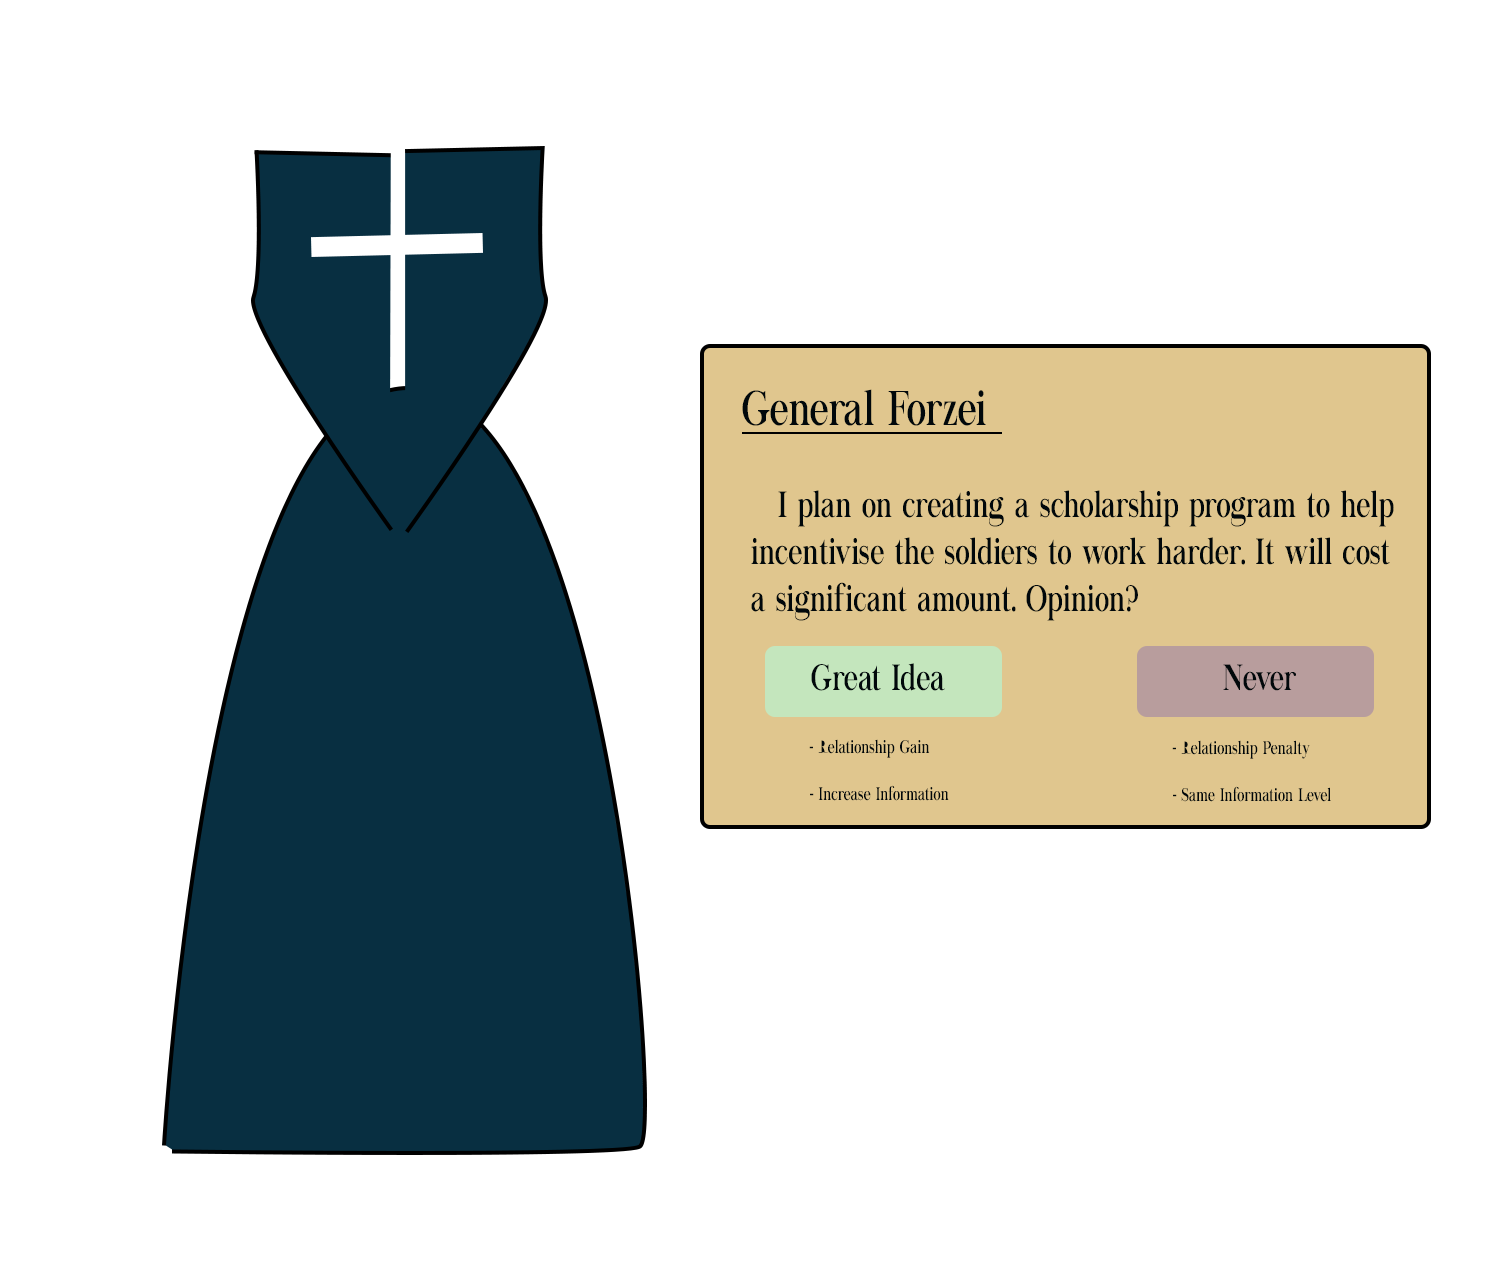 General Forzei
I plan on creating a scholarship program to help
incentivise the soldiers to work harder. It will cost
a significant amount. Opinion?
Great Idea
Never
- Relationship Gain
- Relationship Penalty
- Increase Information
- Same Information Level